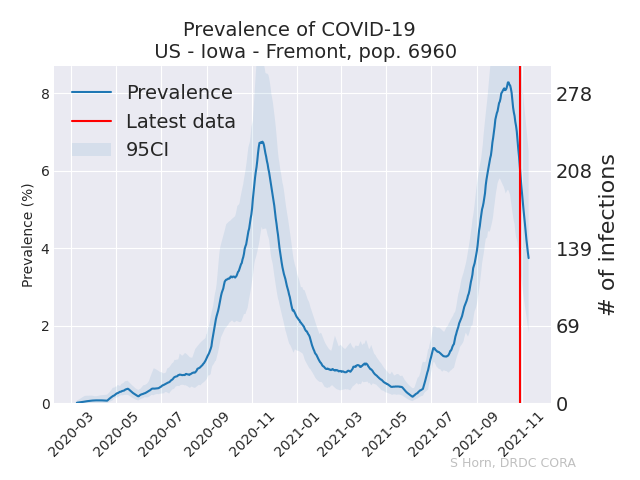 Prevalence of COVID-19
US - Iowa - Fremont, pop. 6960
Prevalence
Latest data
95CI
Prevalence (%)
8
6
4
2
0
278
208
139
69
0
# of infections
2020-03
2020-05
2020-07
2020-09
2020-11
2021-01
2021-03
2021-05
2021-07
2021-09
2021-11
S Horn, DRDC CORA